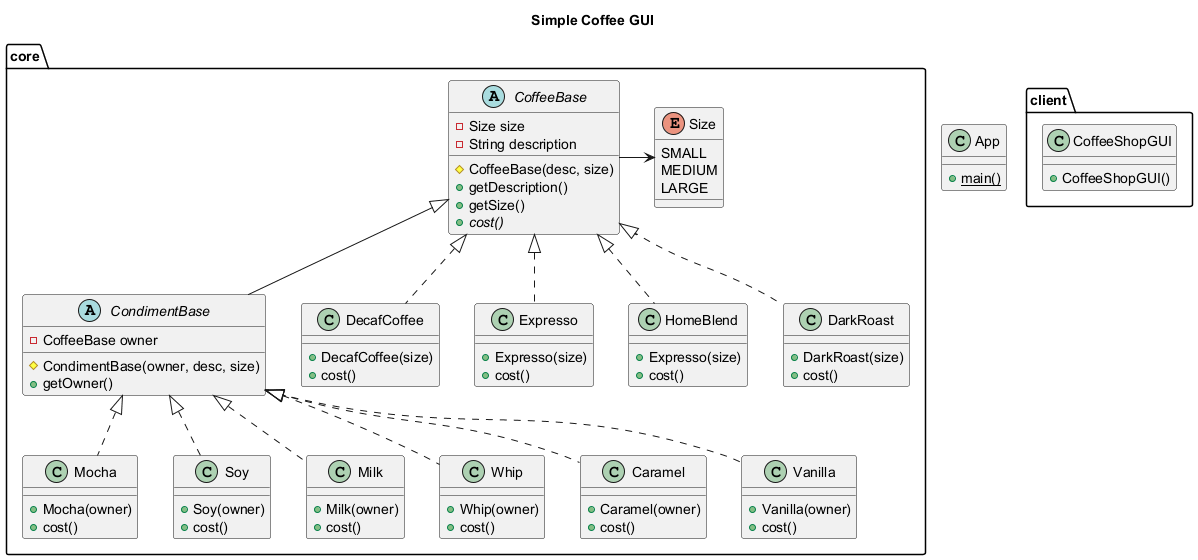 Simple Coffee GUI
core
A CoffeeBase
Size size
String description
CoffeeBase(desc, size)
getDescription()
getSize()
cost()
E Size
SMALL
MEDIUM
LARGE
C App
main()
client
C CoffeeShopGUI
CoffeeShopGUI()
A CondimentBase
CoffeeBase owner
CondimentBase(owner, desc, size)
getOwner()
C DecafCoffee
DecafCoffee(size)
cost()
C Expresso
Expresso(size)
cost()
C HomeBlend
Expresso(size)
cost()
C DarkRoast
DarkRoast(size)
cost()
C Mocha
Mocha(owner)
cost()
C Soy
Soy(owner)
cost()
C Milk
Milk(owner)
cost()
C Whip
Whip(owner)
cost()
C Caramel
Caramel(owner)
cost()
C Vanilla
Vanilla(owner)
cost()